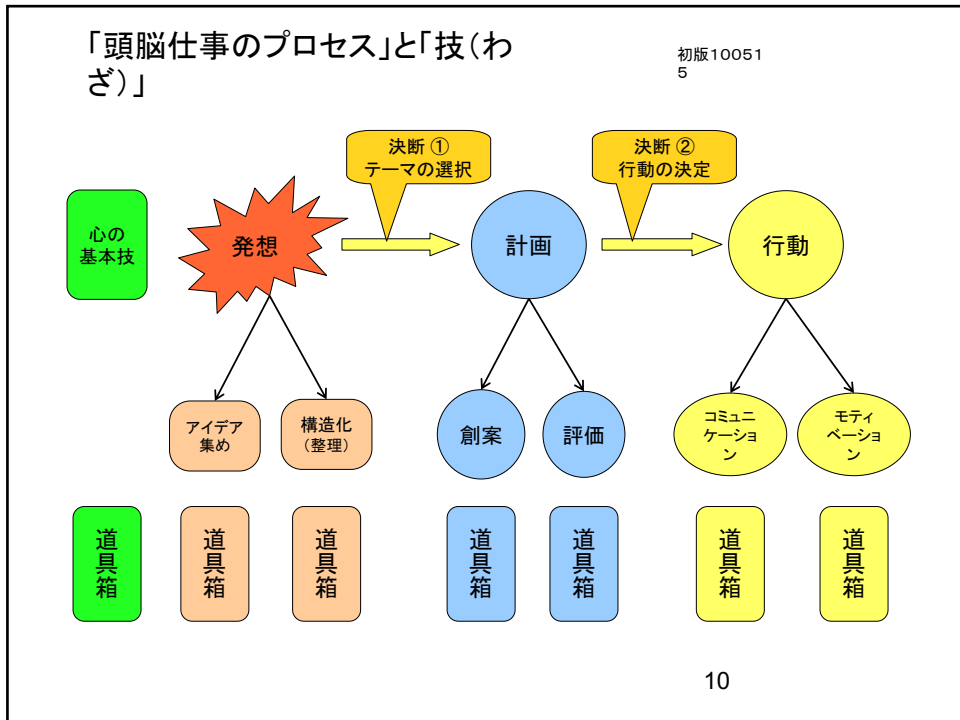 「頭脳仕事のプロセス」と「技(わ
ざ)」
初版10051
5
決断 ①
テーマの選択
決断 ②
行動の決定
心の
基本技
発想
計画
行動
アイデア
集め
構造化
(整理)
創案
評価
コミュニ
ケーショ
ン
モティ
ベーショ
ン
道具箱
道具箱
道具箱
道具箱
道具箱
道具箱
道具箱
10